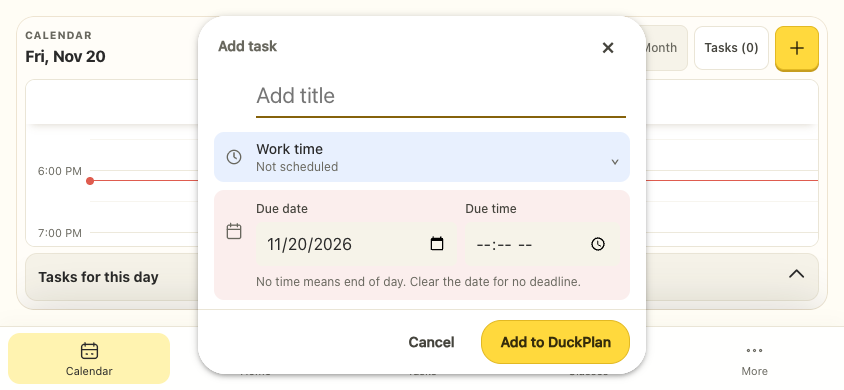 CALENDAR
Fri, Nov 20
Month
Tasks (0)
+
Add task
Add title
Work time
Not scheduled
6:00 PM
7:00 PM
Due date
Due time
11/20/2026
--:-- --
No time means end of day. Clear the date for no deadline.
Tasks for this day
Cancel
Add to DuckPlan
Calendar
More